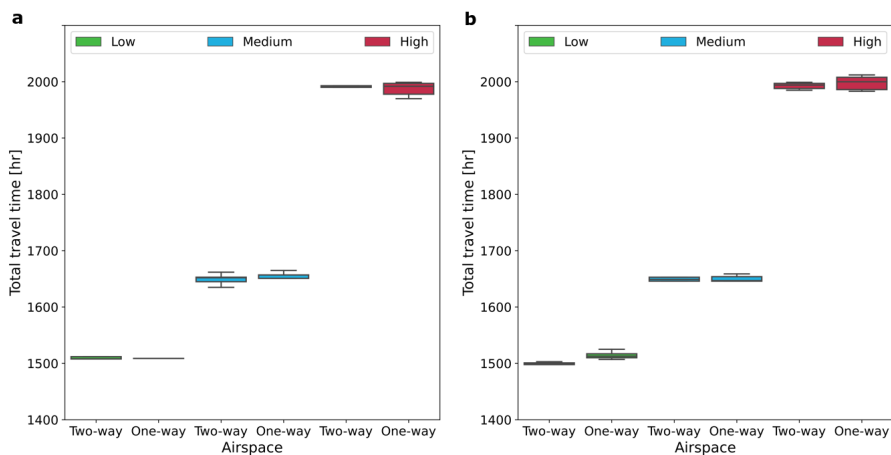 a
Low Medium High
Total travel time [hr]
2000
1900
1800
1700
1600
1500
1400
Two-way One-way Two-way One-way Two-way One-way
Airspace
b
Low Medium High
Total travel time [hr]
2000
1900
1800
1700
1600
1500
1400
Two-way One-way Two-way One-way Two-way One-way
Airspace